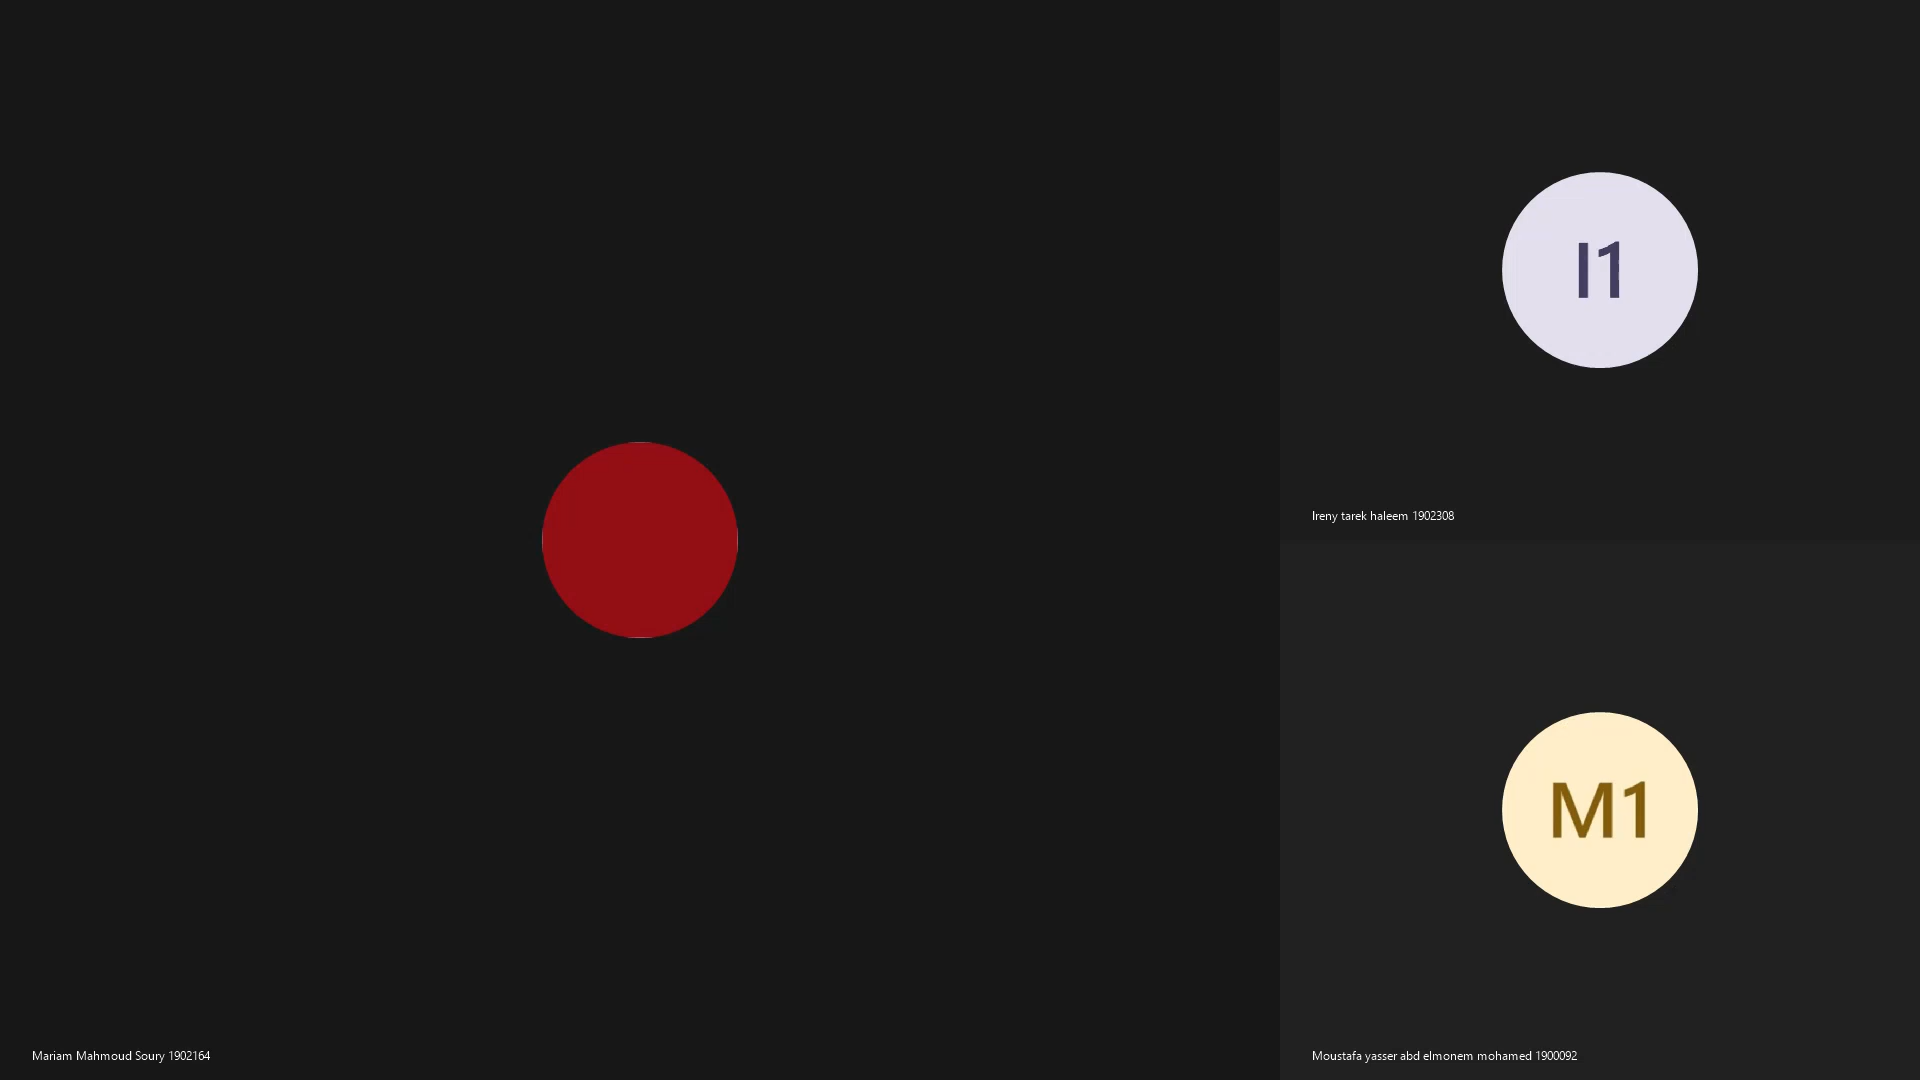 I1
Ireny tarek haleem 1902308
M1
Mariam Mahmoud Soury 1902164
Moustafa yasser abd elmonem mohamed 1900092